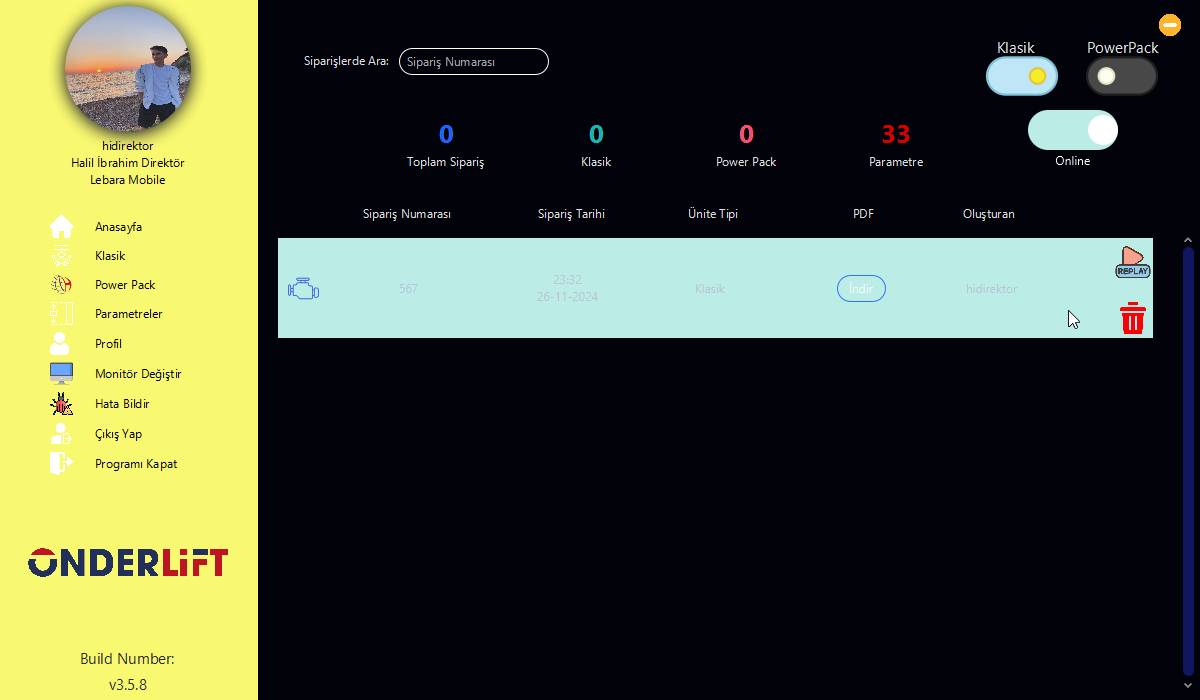 hidirektor
Halil İbrahim Direktör
Lebara Mobile
Anasayfa
Klasik
Power Pack
Parametreler
Profil
Monitör Değiştir
Hata Bildir
Çıkış Yap
Programı Kapat
ONDERLiFT
Build Number:
v3.5.8
Siparişlerde Ara: Sipariş Numarası
Klasik PowerPack
Online
0 0 0 33
Toplam Sipariş Klasik Power Pack Parametre
Sipariş Numarası Sipariş Tarihi Ünite Tipi PDF Oluşturan
567 23:32 Klasik İndir hidirektor
26-11-2024
REPLAY